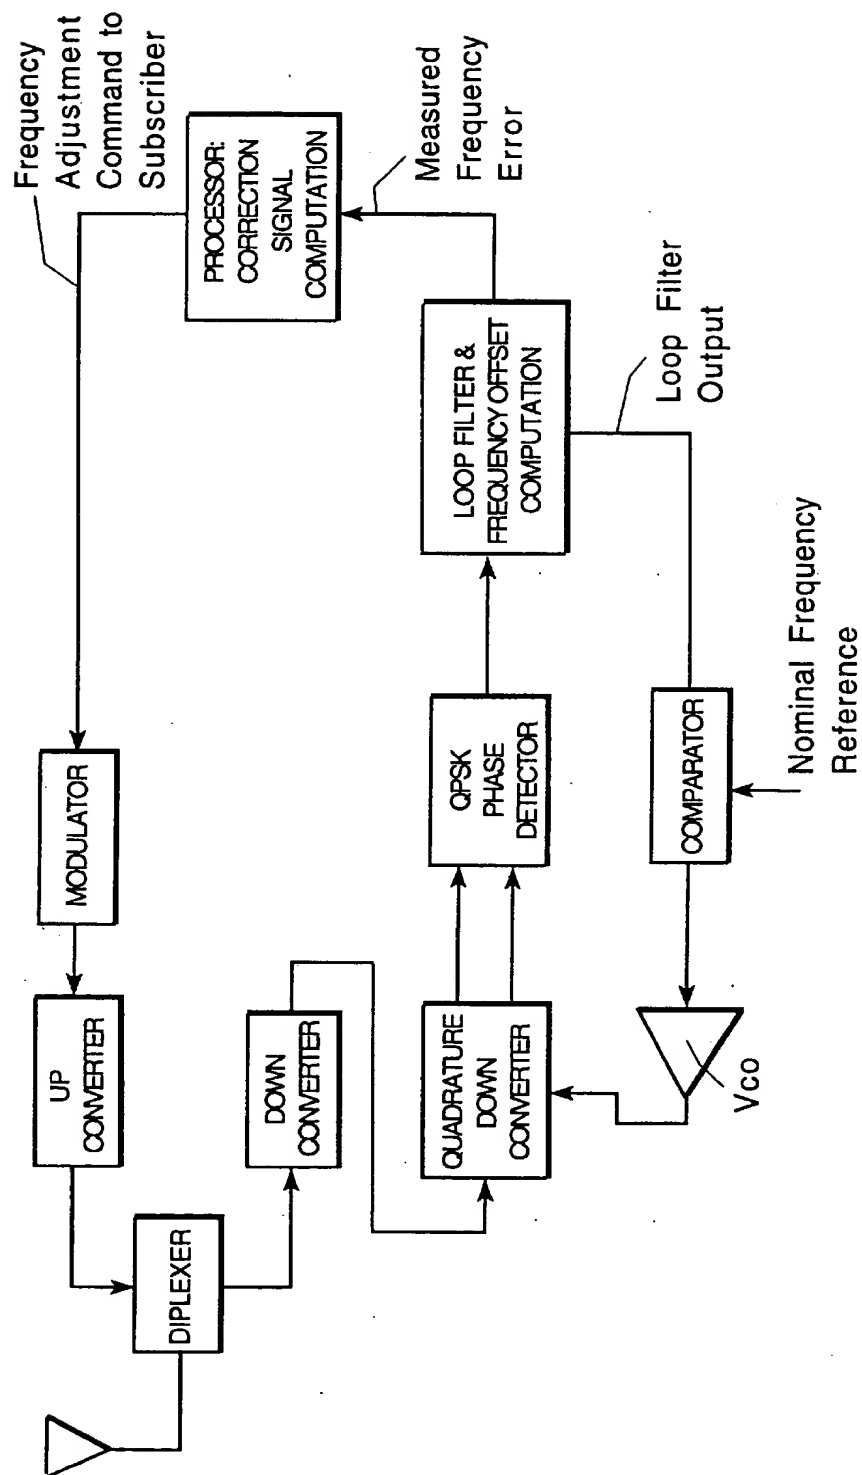 Frequency
Adjustment
Command to
Subscriber
MODULATOR
UP
CONVERTER
DIPLEXER
PROCESSOR:
CORRECTION
SIGNAL
COMPUTATION
DOWN
CONVERTER
Measured
Frequency
Error
QUADRATURE
DOWN
CONVERTER
QPSK
PHASE
DETECTOR
LOOP FILTER &
FREQUENCY OFFSET
COMPUTATION
Loop Filter
Output
Vco
COMPARATOR
Nominal Frequency
Reference